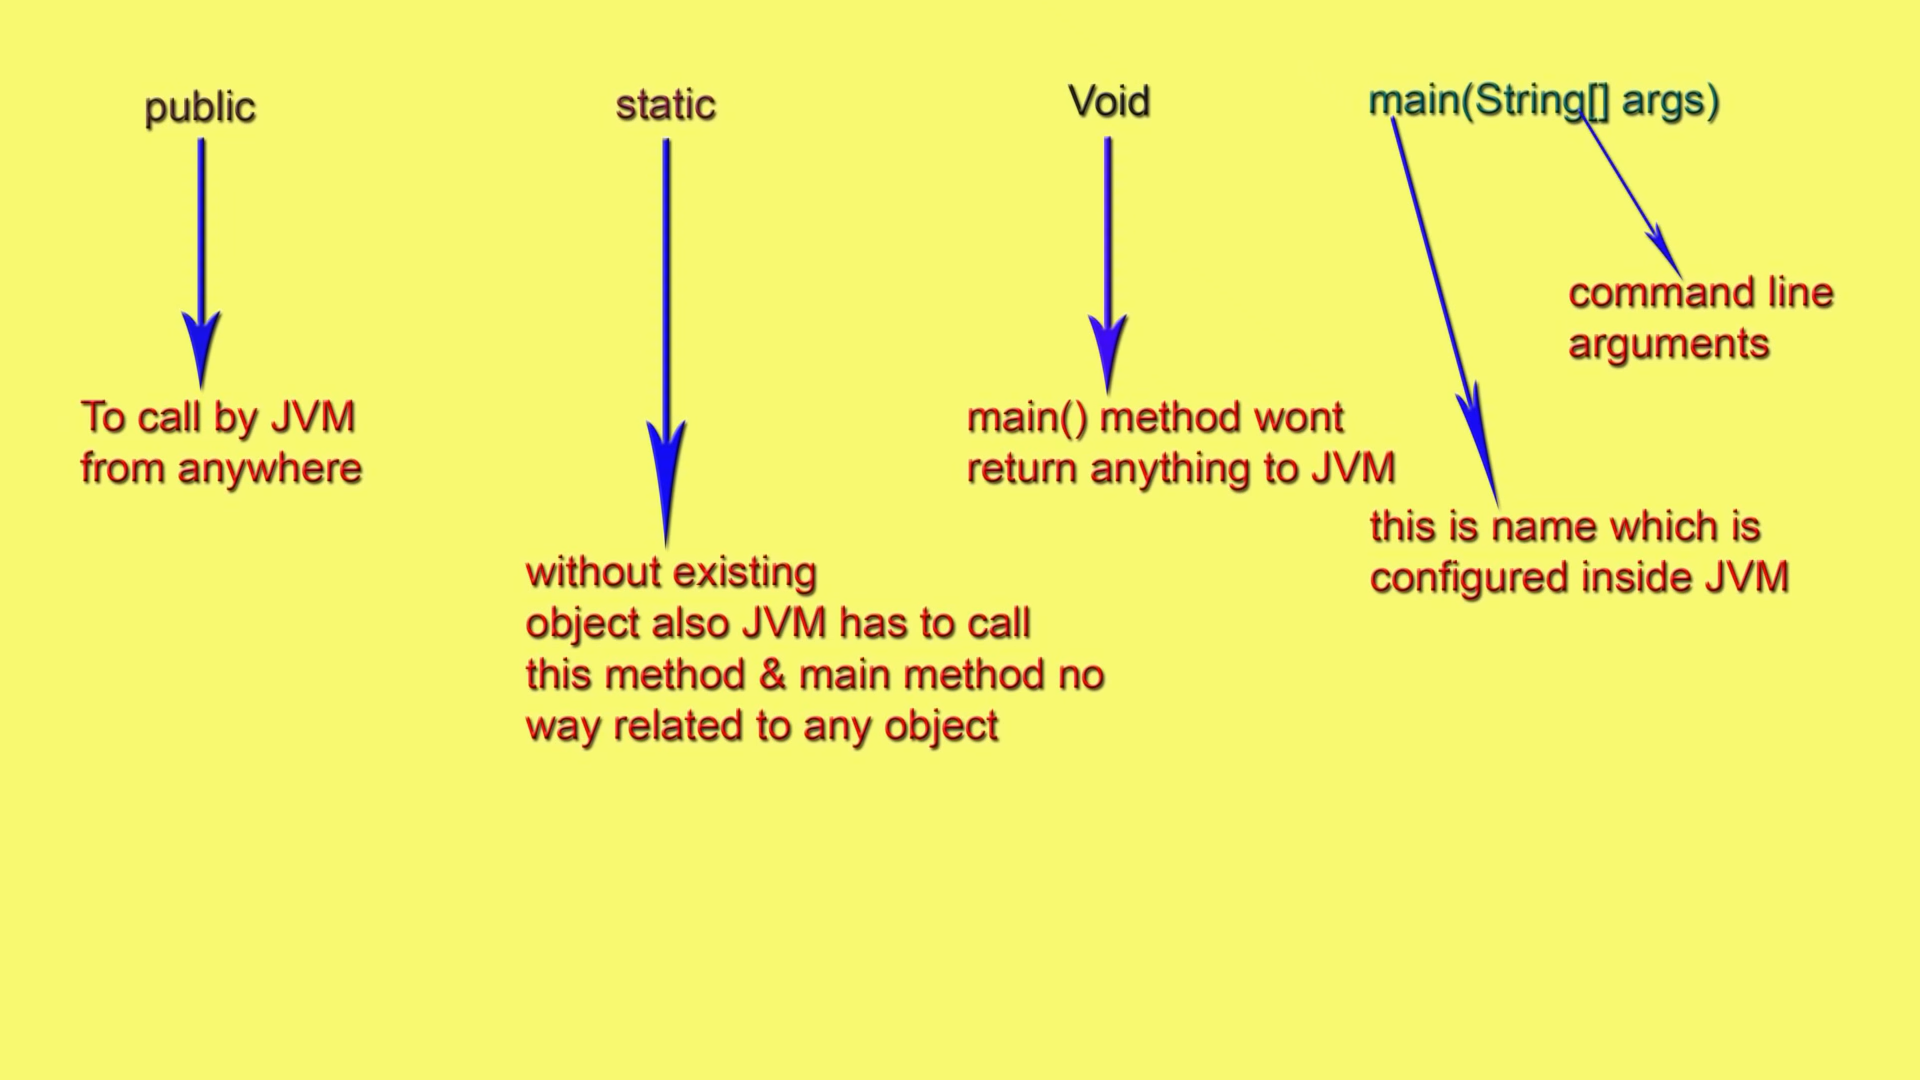 public
static
Void
main(String[] args)
command line
arguments
To call by JVM
from anywhere
main() method wont
return anything to JVM
this is name which is
configured inside JVM
without existing
object also JVM has to call
this method & main method no
way related to any object